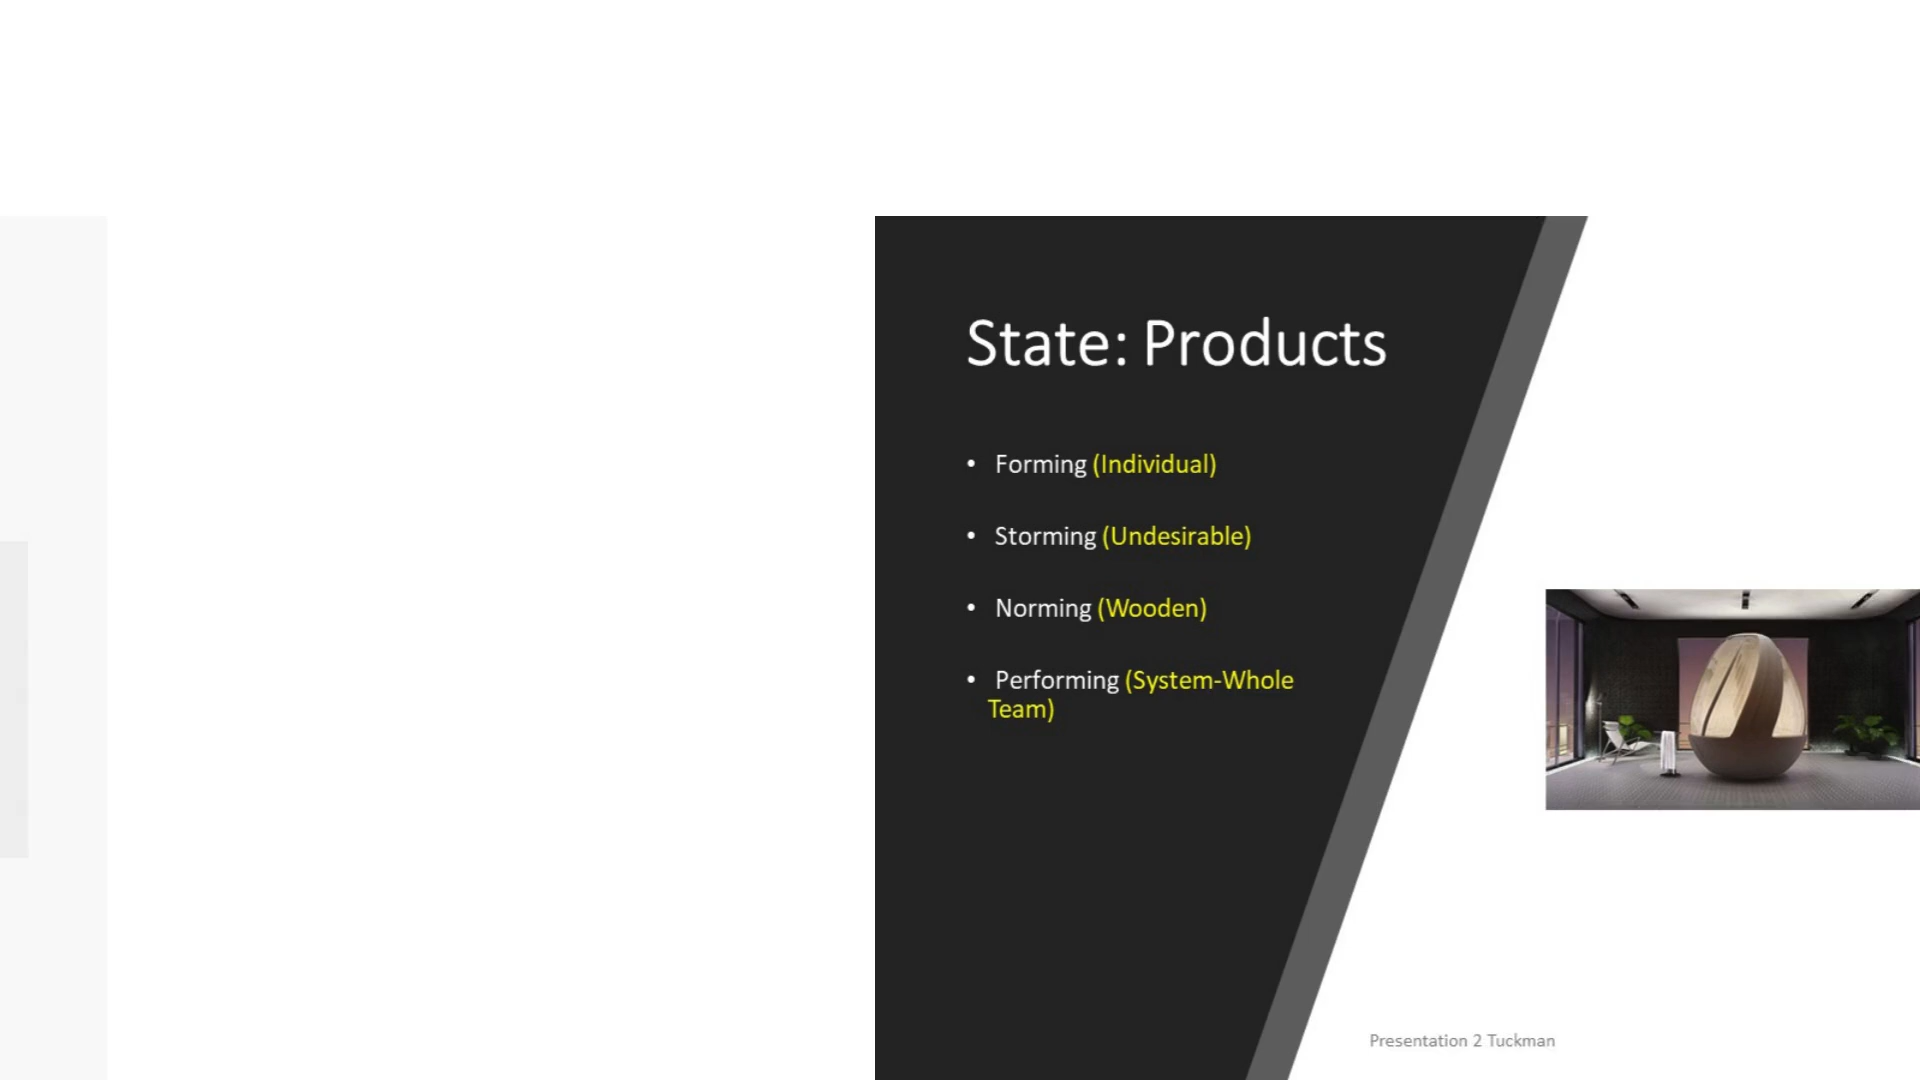 State: Products
• Forming (Individual)
• Storming (Undesirable)
• Norming (Wooden)
• Performing (System-Whole
Team)
Presentation 2 Tuckman